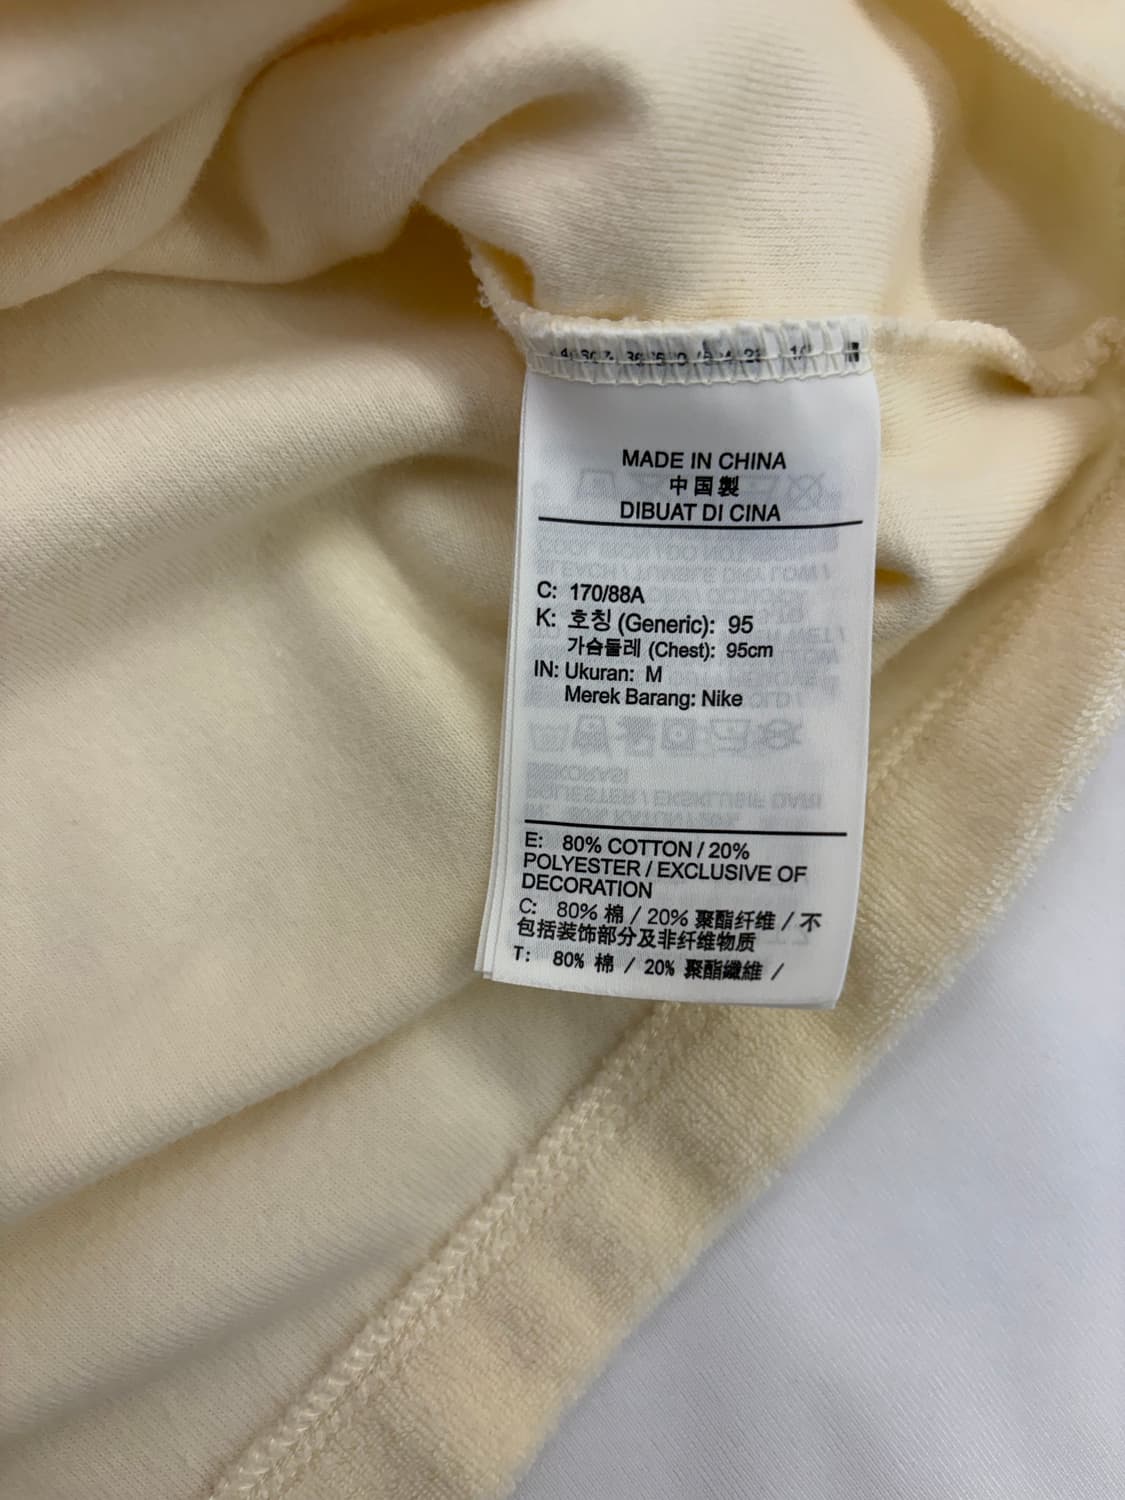 MADE IN CHINA
中国製
DIBUAT DI CINA
C: 170/88A
K: 호칭 (Generic): 95
가슴둘레 (Chest): 95cm
IN: Ukuran: M
Merek Barang: Nike
E: 80% COTTON / 20%
POLYESTER / EXCLUSIVE OF
DECORATION
C: 80% 棉 / 20% 聚酯纤维 / 不
包括装饰部分及非纤维物质
T: 80% 棉 / 20% 聚酯纖維 /